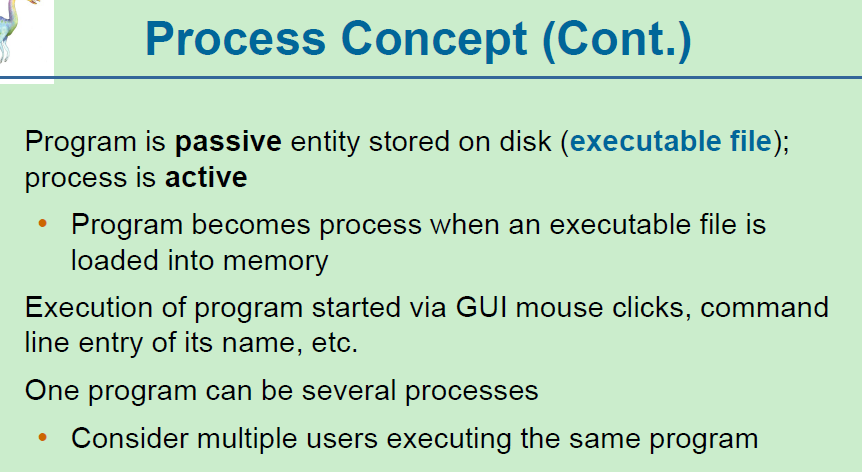 Process Concept (Cont.)
Program is passive entity stored on disk (executable file);
process is active
• Program becomes process when an executable file is
loaded into memory
Execution of program started via GUI mouse clicks, command
line entry of its name, etc.
One program can be several processes
• Consider multiple users executing the same program